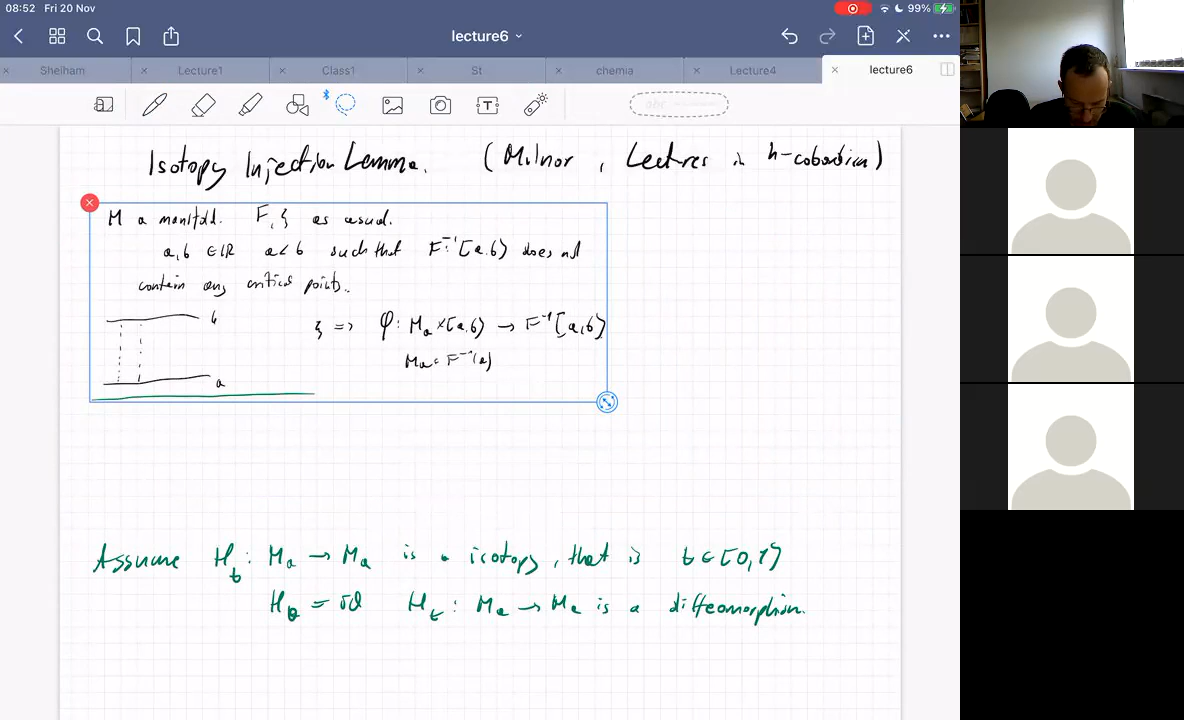 08:52 Fri 20 Nov
99%
lecture6
Shelham
Lecture1
Class1
St
chemia
Lecture4
lecture6
Isotopy Injection Lemma. (Milnor, Lectures in h-cobordism)
M a manifold. F, ξ as usual.
a, b ∈ ℝ a < b such that F⁻¹[a,b] does not
contain any critical points.
b
ξ => φ: Mₐ × [a,b] → F⁻¹[a,b]
Mₐ = F⁻¹(a)
a
Assume Hₜ: Mₐ → Mₐ is a isotopy, that is t ∈ [0,1]
H₀ = id Hₜ: Mₐ → Mₐ is a diffeomorphism.